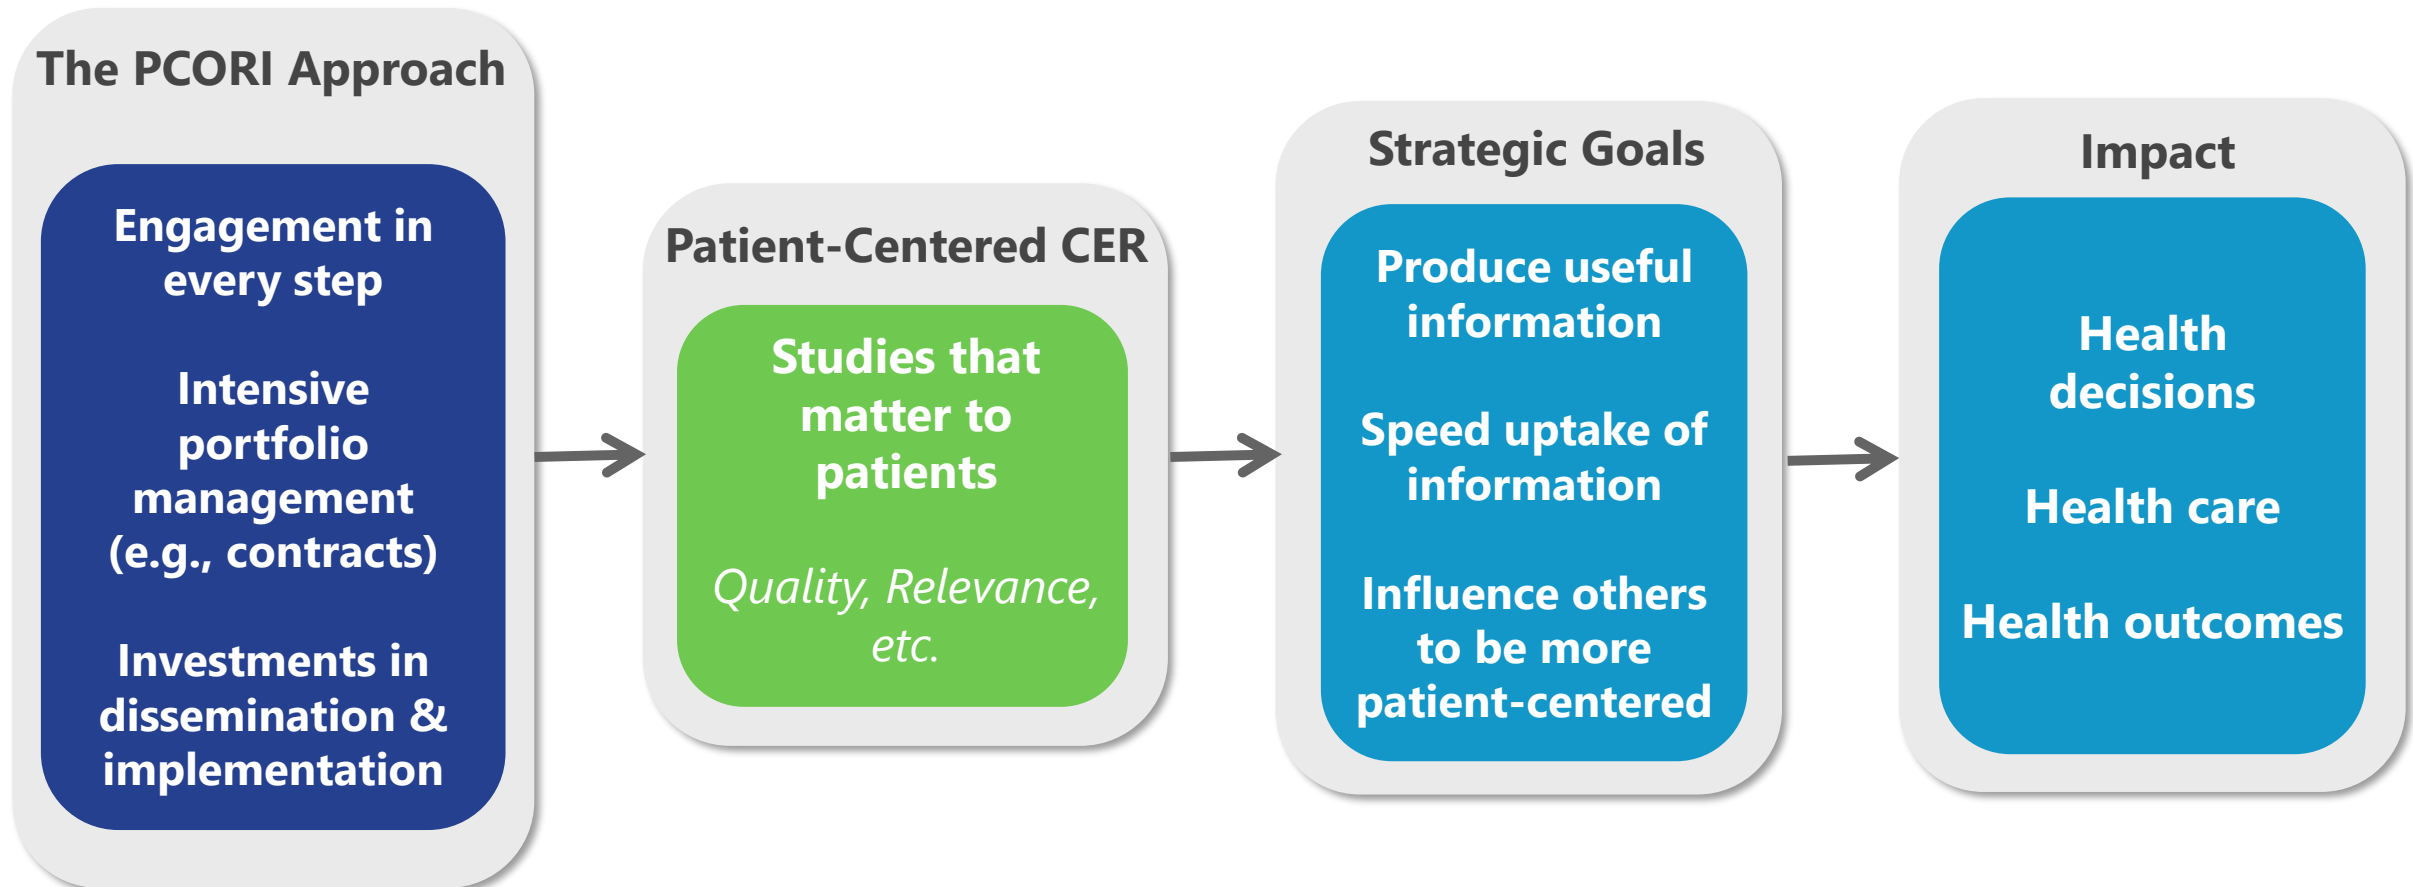 The PCORI Approach
Engagement in
every step
Intensive
portfolio
management
(e.g., contracts)
Investments in
dissemination &
implementation
Patient-Centered CER
Studies that
matter to
patients
Quality, Relevance,
etc.
Strategic Goals
Produce useful
information
Speed uptake of
information
Influence others
to be more
patient-centered
Impact
Health
decisions
Health care
Health outcomes